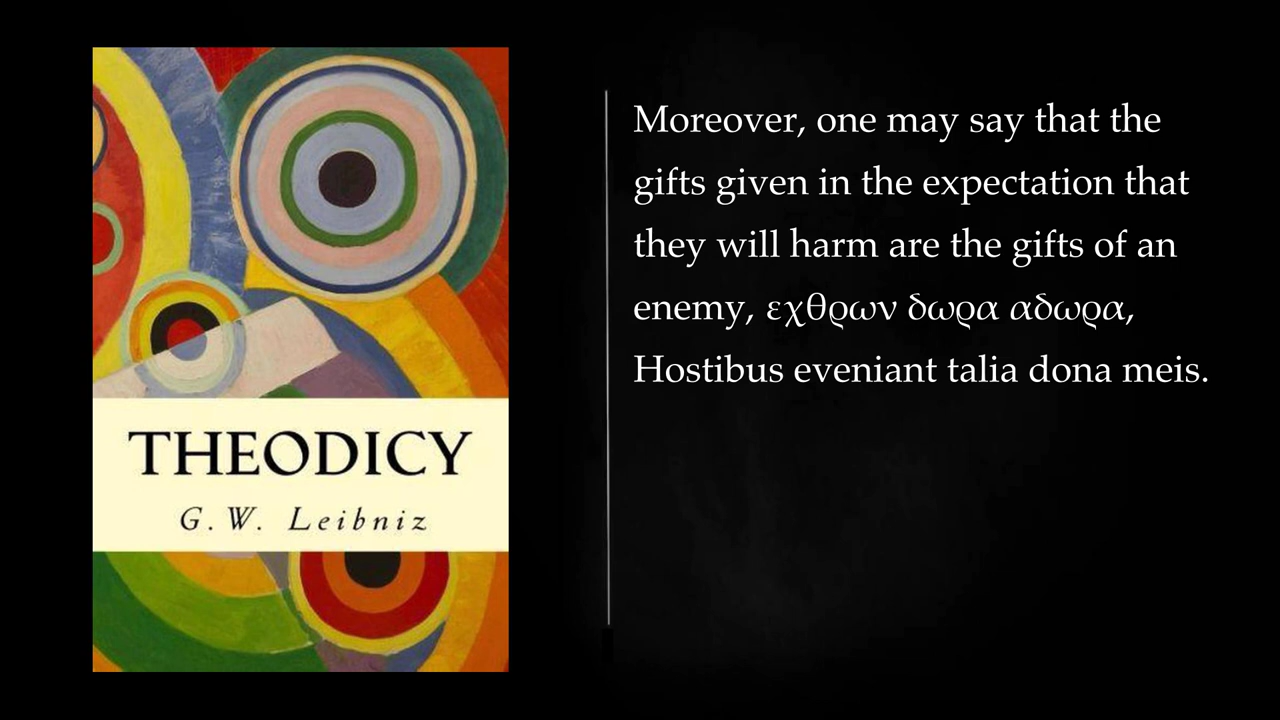 THEODICY
G. W. Leibniz
Moreover, one may say that the
gifts given in the expectation that
they will harm are the gifts of an
enemy, εχθρων δωρα αδωρα,
Hostibus eveniant talia dona meis.